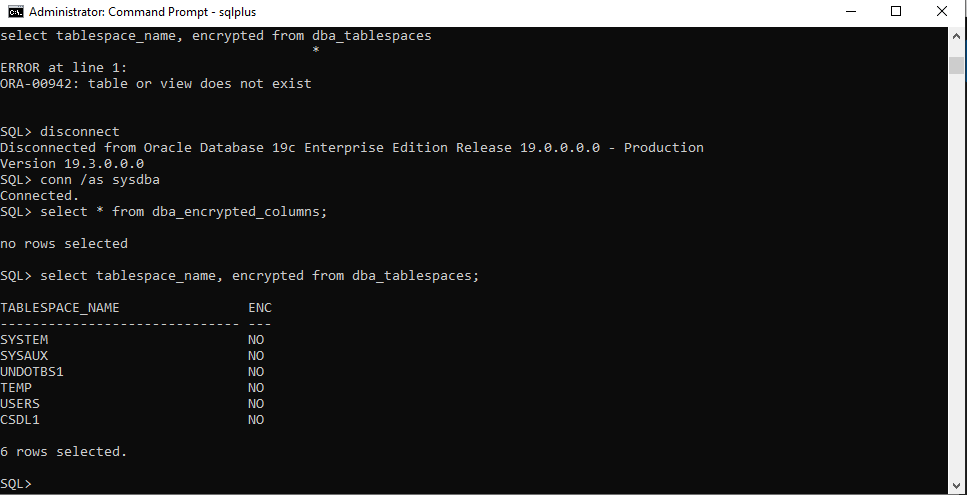 Administrator: Command Prompt - sqlplus
select tablespace_name, encrypted from dba_tablespaces
*
ERROR at line 1:
ORA-00942: table or view does not exist
SQL> disconnect
Disconnected from Oracle Database 19c Enterprise Edition Release 19.0.0.0.0 - Production
Version 19.3.0.0.0
SQL> conn /as sysdba
Connected.
SQL> select * from dba_encrypted_columns;
no rows selected
SQL> select tablespace_name, encrypted from dba_tablespaces;
TABLESPACE_NAME ENC
------------------------------ ---
SYSTEM NO
SYSAUX NO
UNDOTBS1 NO
TEMP NO
USERS NO
CSDL1 NO
6 rows selected.
SQL>